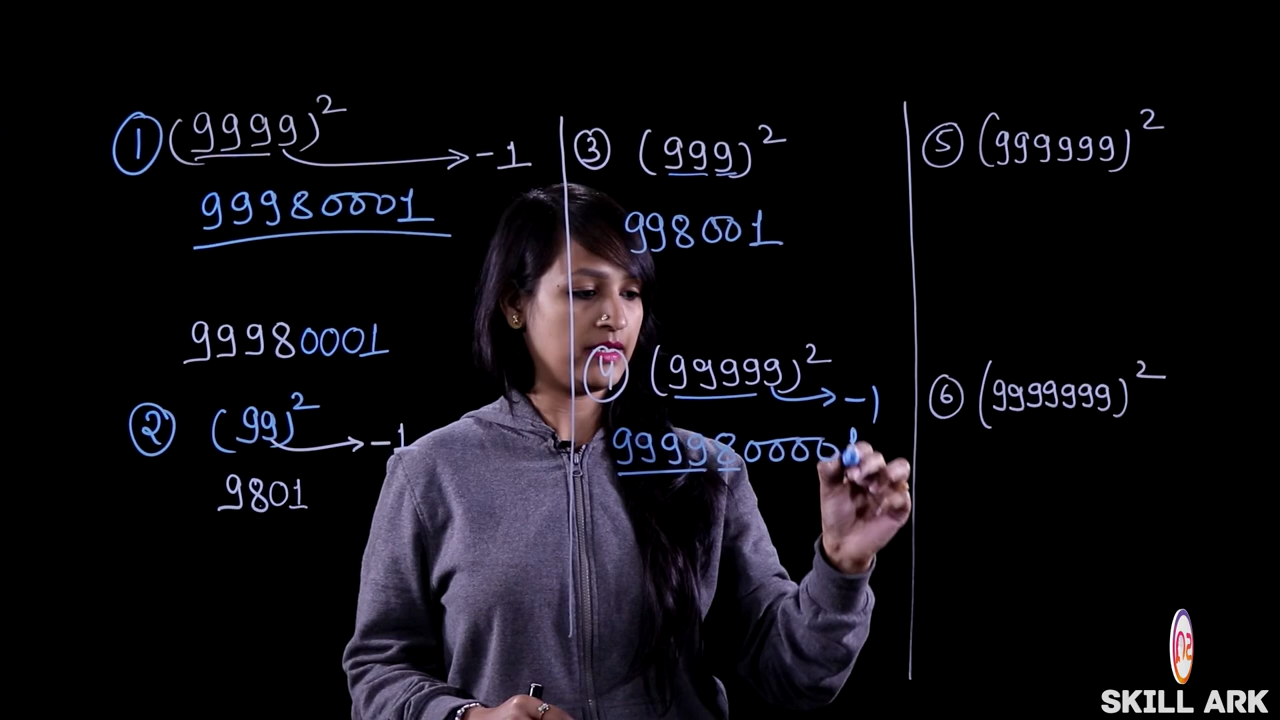 ① (9999)² → -1
99980001
99980001
② (99)² → -1
9801
③ (999)²
998001
④ (99999)² → -1
9999800001
⑤ (999999)²
⑥ (9999999)²
SKILL ARK